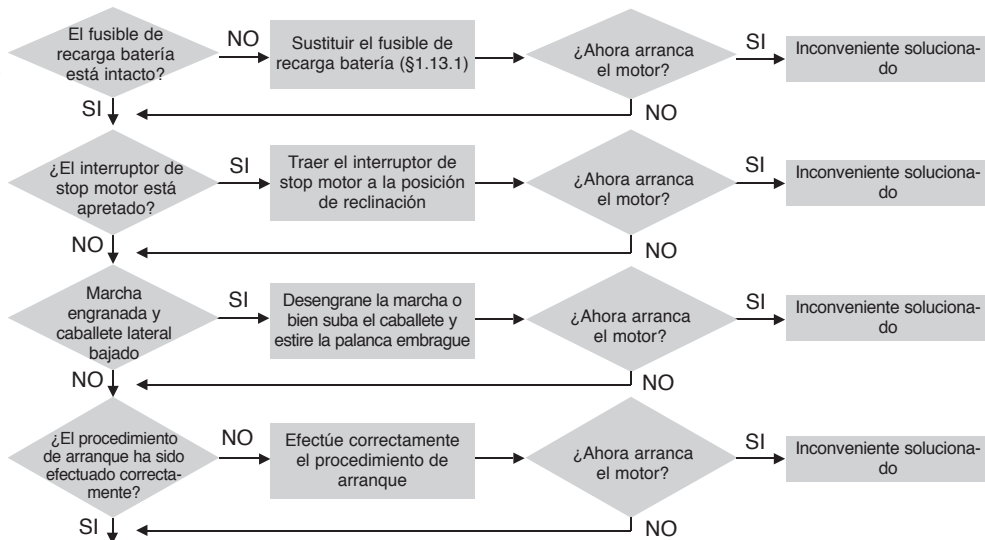 El fusible de
recarga batería
está intacto?
NO
Sustituir el fusible de
recarga batería (§1.13.1)
¿Ahora arranca
el motor?
SI
Inconveniente soluciona-
do
SI
NO
¿El interruptor de
stop motor está
apretado?
SI
Traer el interruptor de
stop motor a la posición
de reclinación
¿Ahora arranca
el motor?
SI
Inconveniente soluciona-
do
NO
NO
Marcha
engranada y
caballete lateral
bajado
SI
Desengrane la marcha o
bien suba el caballete y
estire la palanca embrague
¿Ahora arranca
el motor?
SI
Inconveniente soluciona-
do
NO
NO
¿El procedimiento
de arranque ha sido
efectuado correcta-
mente?
NO
Efectúe correctamente
el procedimiento de
arranque
¿Ahora arranca
el motor?
SI
Inconveniente soluciona-
do
SI
NO